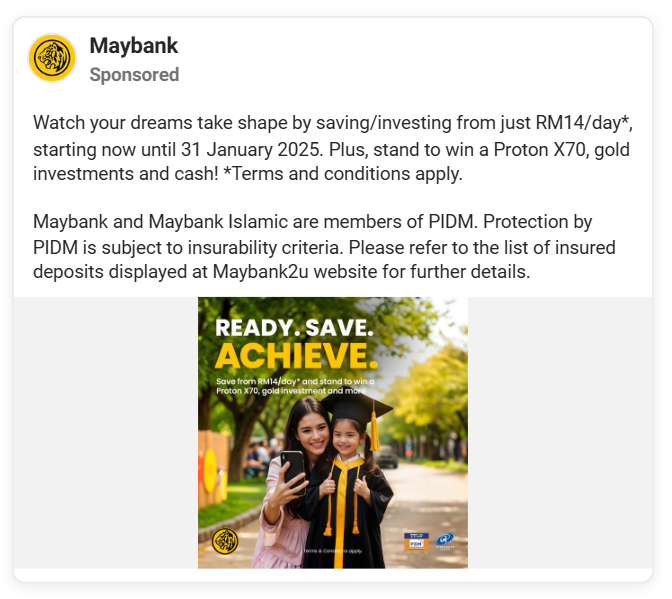 Maybank
Sponsored
Watch your dreams take shape by saving/investing from just RM14/day*,
starting now until 31 January 2025. Plus, stand to win a Proton X70, gold
investments and cash! *Terms and conditions apply.
Maybank and Maybank Islamic are members of PIDM. Protection by
PIDM is subject to insurability criteria. Please refer to the list of insured
deposits displayed at Maybank2u website for further details.
READY. SAVE.
ACHIEVE.
Save from RM14/day* and stand to win a
Proton X70, gold investment and more
Terms & Conditions apply.
PIDM